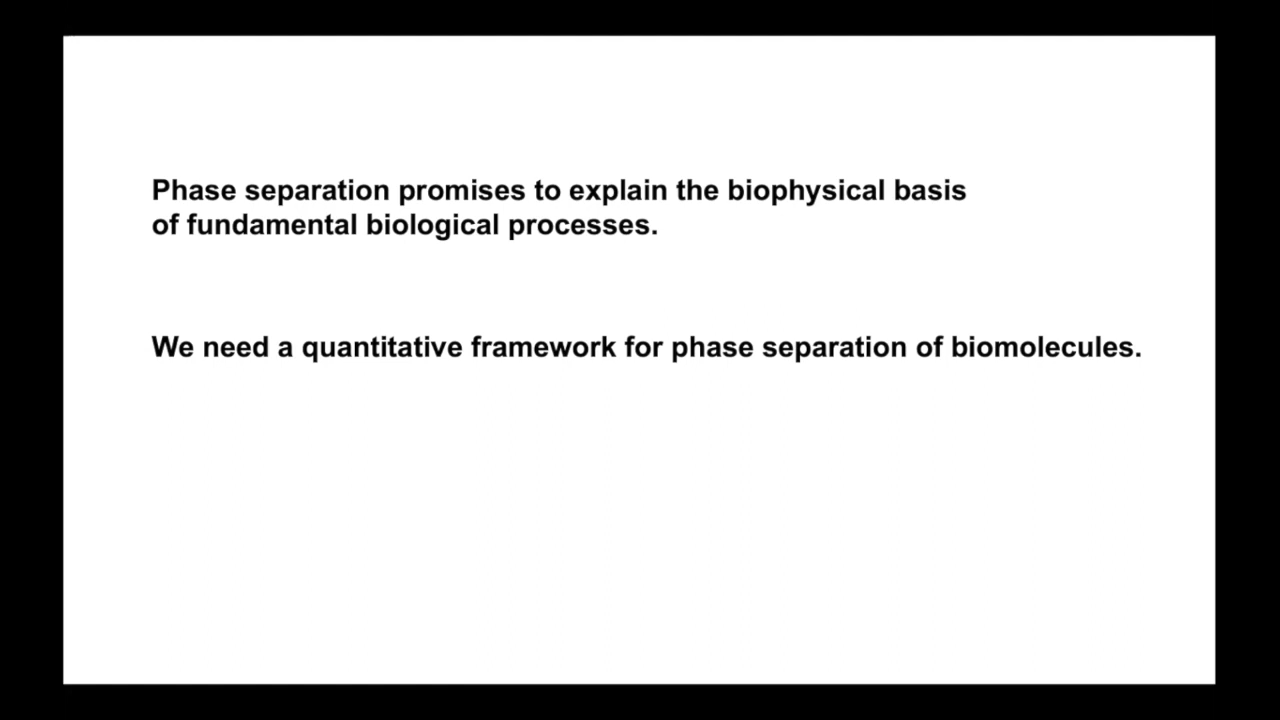 Phase separation promises to explain the biophysical basis
of fundamental biological processes.
We need a quantitative framework for phase separation of biomolecules.